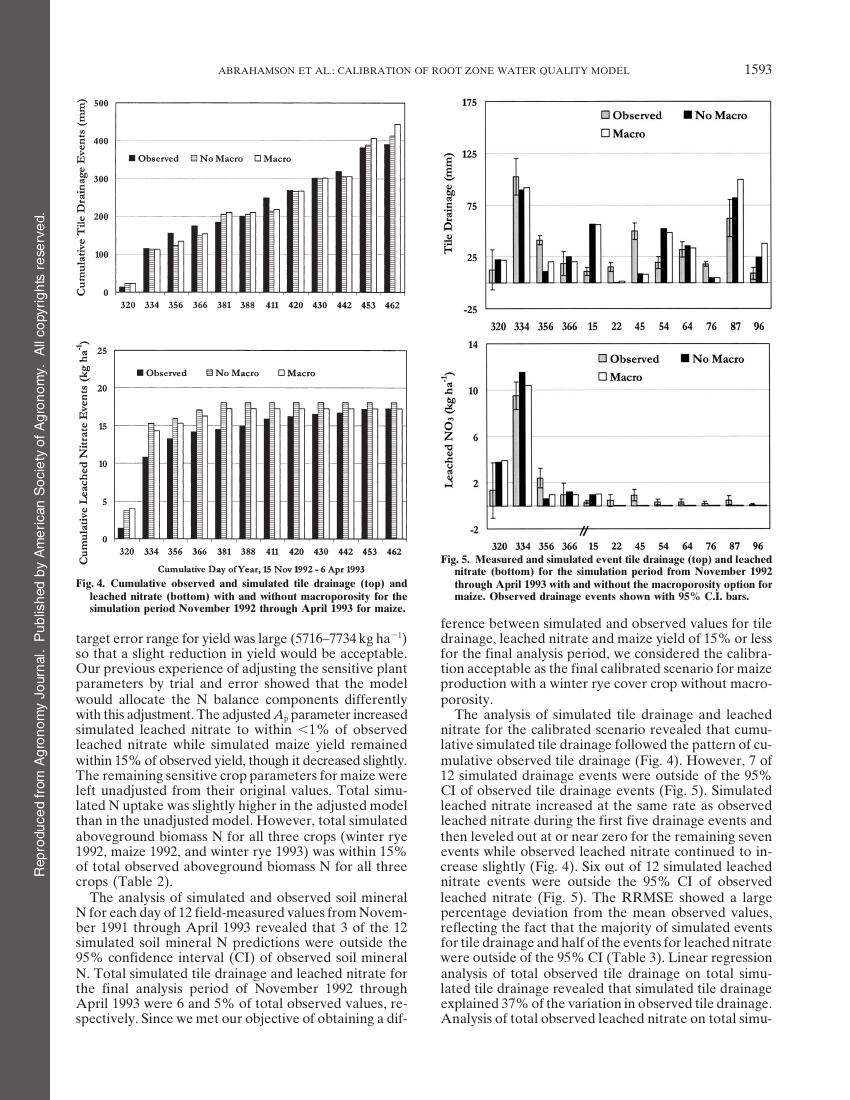 ABRAHAMSON ET AL.: CALIBRATION OF ROOT ZONE WATER QUALITY MODEL
1593
Reproduced from Agronomy Journal. Published by American Society of Agronomy. All copyrights reserved.
Cumulative Tile Drainage Events (mm)
500
400
300
200
100
0
Observed No Macro Macro
320 334 356 366 381 388 411 420 430 442 453 462
Cumulative Leached Nitrate Events (kg ha-1)
25
20
15
10
5
0
Observed No Macro Macro
320 334 356 366 381 388 411 420 430 442 453 462
Cumulative Day of Year, 15 Nov 1992 - 6 Apr 1993
Fig. 4. Cumulative observed and simulated tile drainage (top) and
leached nitrate (bottom) with and without macroporosity for the
simulation period November 1992 through April 1993 for maize.
target error range for yield was large (5716–7734 kg ha−1)
so that a slight reduction in yield would be acceptable.
Our previous experience of adjusting the sensitive plant
parameters by trial and error showed that the model
would allocate the N balance components differently
with this adjustment. The adjusted Ap parameter increased
simulated leached nitrate to within <1% of observed
leached nitrate while simulated maize yield remained
within 15% of observed yield, though it decreased slightly.
The remaining sensitive crop parameters for maize were
left unadjusted from their original values. Total simu-
lated N uptake was slightly higher in the adjusted model
than in the unadjusted model. However, total simulated
aboveground biomass N for all three crops (winter rye
1992, maize 1992, and winter rye 1993) was within 15%
of total observed aboveground biomass N for all three
crops (Table 2).
The analysis of simulated and observed soil mineral
N for each day of 12 field-measured values from Novem-
ber 1991 through April 1993 revealed that 3 of the 12
simulated soil mineral N predictions were outside the
95% confidence interval (CI) of observed soil mineral
N. Total simulated tile drainage and leached nitrate for
the final analysis period of November 1992 through
April 1993 were 6 and 5% of total observed values, re-
spectively. Since we met our objective of obtaining a dif-
Tile Drainage (mm)
175
125
75
25
-25
Observed No Macro
Macro
320 334 356 366 15 22 45 54 64 76 87 96
Leached NO3 (kg ha-1)
14
10
6
2
-2
Observed No Macro
Macro
320 334 356 366 15 22 45 54 64 76 87 96
Fig. 5. Measured and simulated event tile drainage (top) and leached
nitrate (bottom) for the simulation period from November 1992
through April 1993 with and without the macroporosity option for
maize. Observed drainage events shown with 95% C.I. bars.
ference between simulated and observed values for tile
drainage, leached nitrate and maize yield of 15% or less
for the final analysis period, we considered the calibra-
tion acceptable as the final calibrated scenario for maize
production with a winter rye cover crop without macro-
porosity.
The analysis of simulated tile drainage and leached
nitrate for the calibrated scenario revealed that cumu-
lative simulated tile drainage followed the pattern of cu-
mulative observed tile drainage (Fig. 4). However, 7 of
12 simulated drainage events were outside of the 95%
CI of observed tile drainage events (Fig. 5). Simulated
leached nitrate increased at the same rate as observed
leached nitrate during the first five drainage events and
then leveled out at or near zero for the remaining seven
events while observed leached nitrate continued to in-
crease slightly (Fig. 4). Six out of 12 simulated leached
nitrate events were outside the 95% CI of observed
leached nitrate (Fig. 5). The RRMSE showed a large
percentage deviation from the mean observed values,
reflecting the fact that the majority of simulated events
for tile drainage and half of the events for leached nitrate
were outside of the 95% CI (Table 3). Linear regression
analysis of total observed tile drainage on total simu-
lated tile drainage revealed that simulated tile drainage
explained 37% of the variation in observed tile drainage.
Analysis of total observed leached nitrate on total simu-